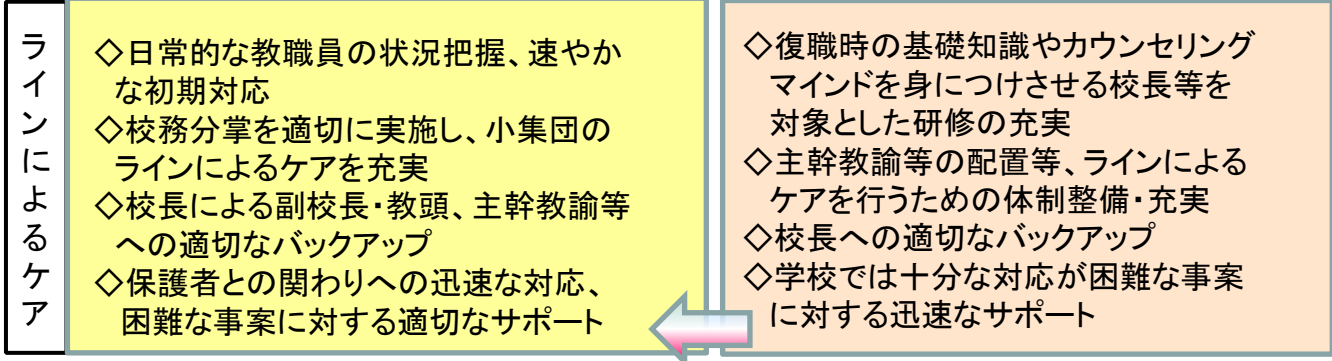 ラインによるケア
◇日常的な教職員の状況把握、速やか
な初期対応
◇校務分掌を適切に実施し、小集団の
ラインによるケアを充実
◇校長による副校長・教頭、主幹教諭等
への適切なバックアップ
◇保護者との関わりへの迅速な対応、
困難な事案に対する適切なサポート
◇復職時の基礎知識やカウンセリング
マインドを身につけさせる校長等を
対象とした研修の充実
◇主幹教諭等の配置等、ラインによる
ケアを行うための体制整備・充実
◇校長への適切なバックアップ
◇学校では十分な対応が困難な事案
に対する迅速なサポート